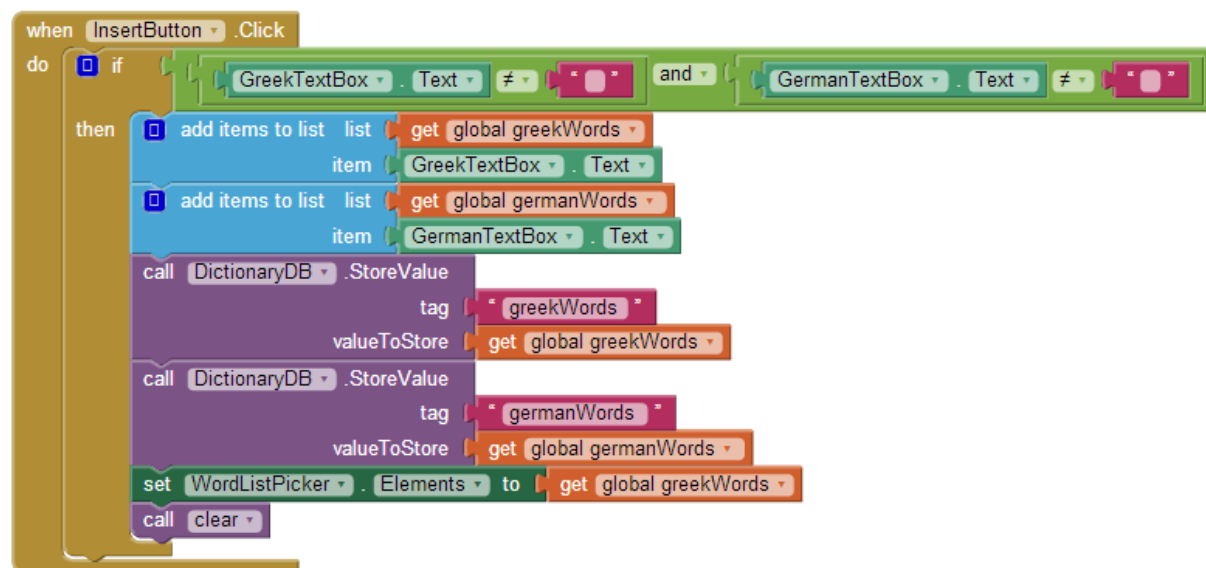 when InsertButton .Click
do if GreekTextBox . Text ≠ " " and GermanTextBox . Text ≠ " "
then add items to list list get global greekWords
item GreekTextBox . Text
add items to list list get global germanWords
item GermanTextBox . Text
call DictionaryDB .StoreValue
tag " greekWords "
valueToStore get global greekWords
call DictionaryDB .StoreValue
tag " germanWords "
valueToStore get global germanWords
set WordListPicker . Elements to get global greekWords
call clear